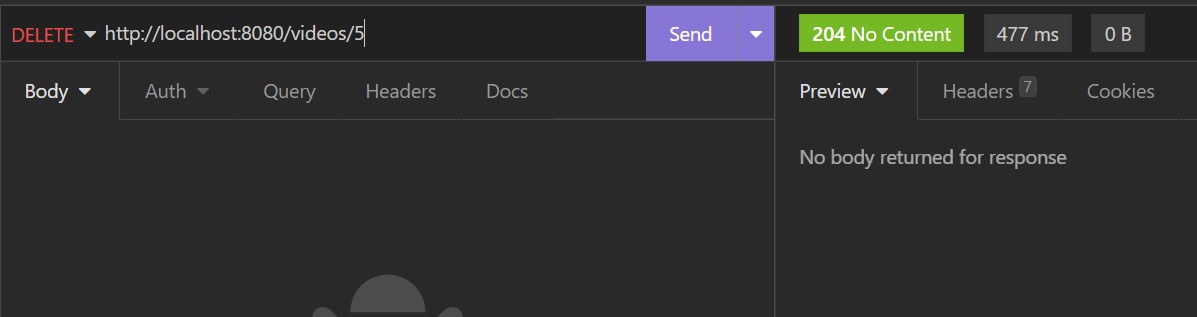 DELETE http://localhost:8080/videos/5 Send 204 No Content 477 ms 0 B
Body Auth Query Headers Docs Preview Headers 7 Cookies
No body returned for response